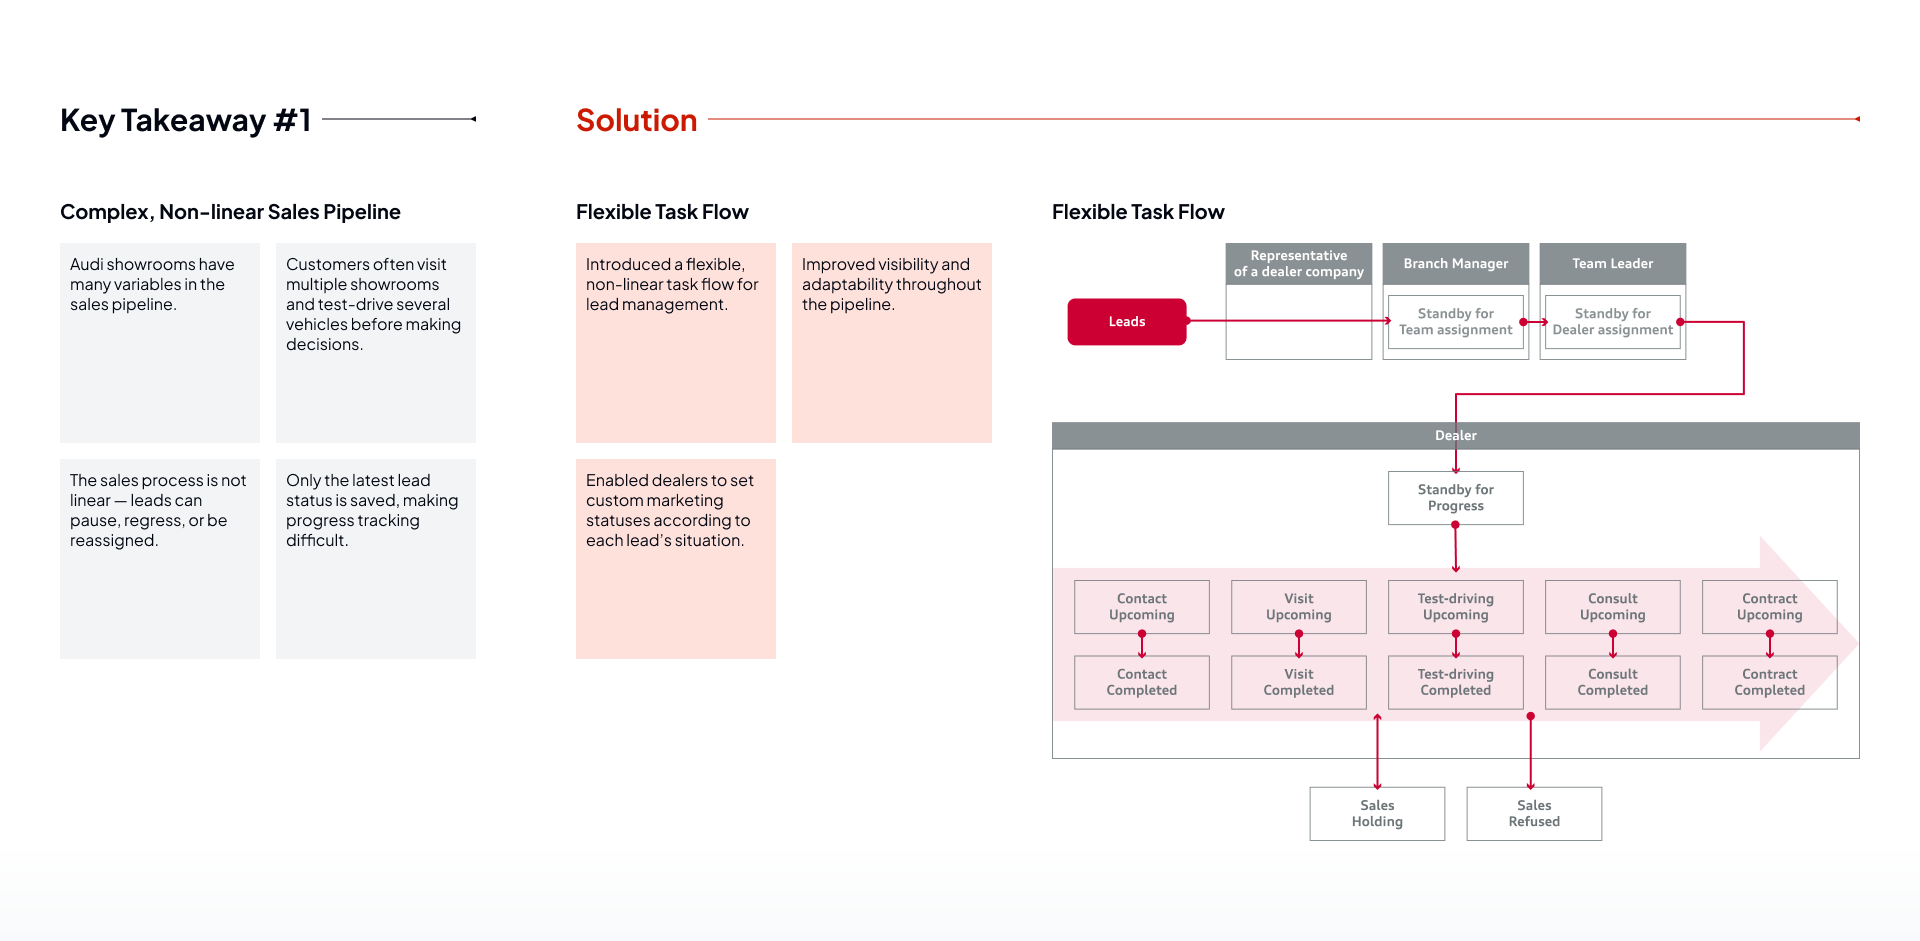 Key Takeaway #1
Solution
Complex, Non-linear Sales Pipeline
Audi showrooms have
many variables in the
sales pipeline.
Customers often visit
multiple showrooms
and test-drive several
vehicles before making
decisions.
The sales process is not
linear — leads can
pause, regress, or be
reassigned.
Only the latest lead
status is saved, making
progress tracking
difficult.
Flexible Task Flow
Introduced a flexible,
non-linear task flow for
lead management.
Improved visibility and
adaptability throughout
the pipeline.
Enabled dealers to set
custom marketing
statuses according to
each lead’s situation.
Flexible Task Flow
Representative
of a dealer company
Branch Manager
Team Leader
Leads
Standby for
Team assignment
Standby for
Dealer assignment
Dealer
Standby for
Progress
Contact
Upcoming
Visit
Upcoming
Test-driving
Upcoming
Consult
Upcoming
Contract
Upcoming
Contact
Completed
Visit
Completed
Test-driving
Completed
Consult
Completed
Contract
Completed
Sales
Holding
Sales
Refused